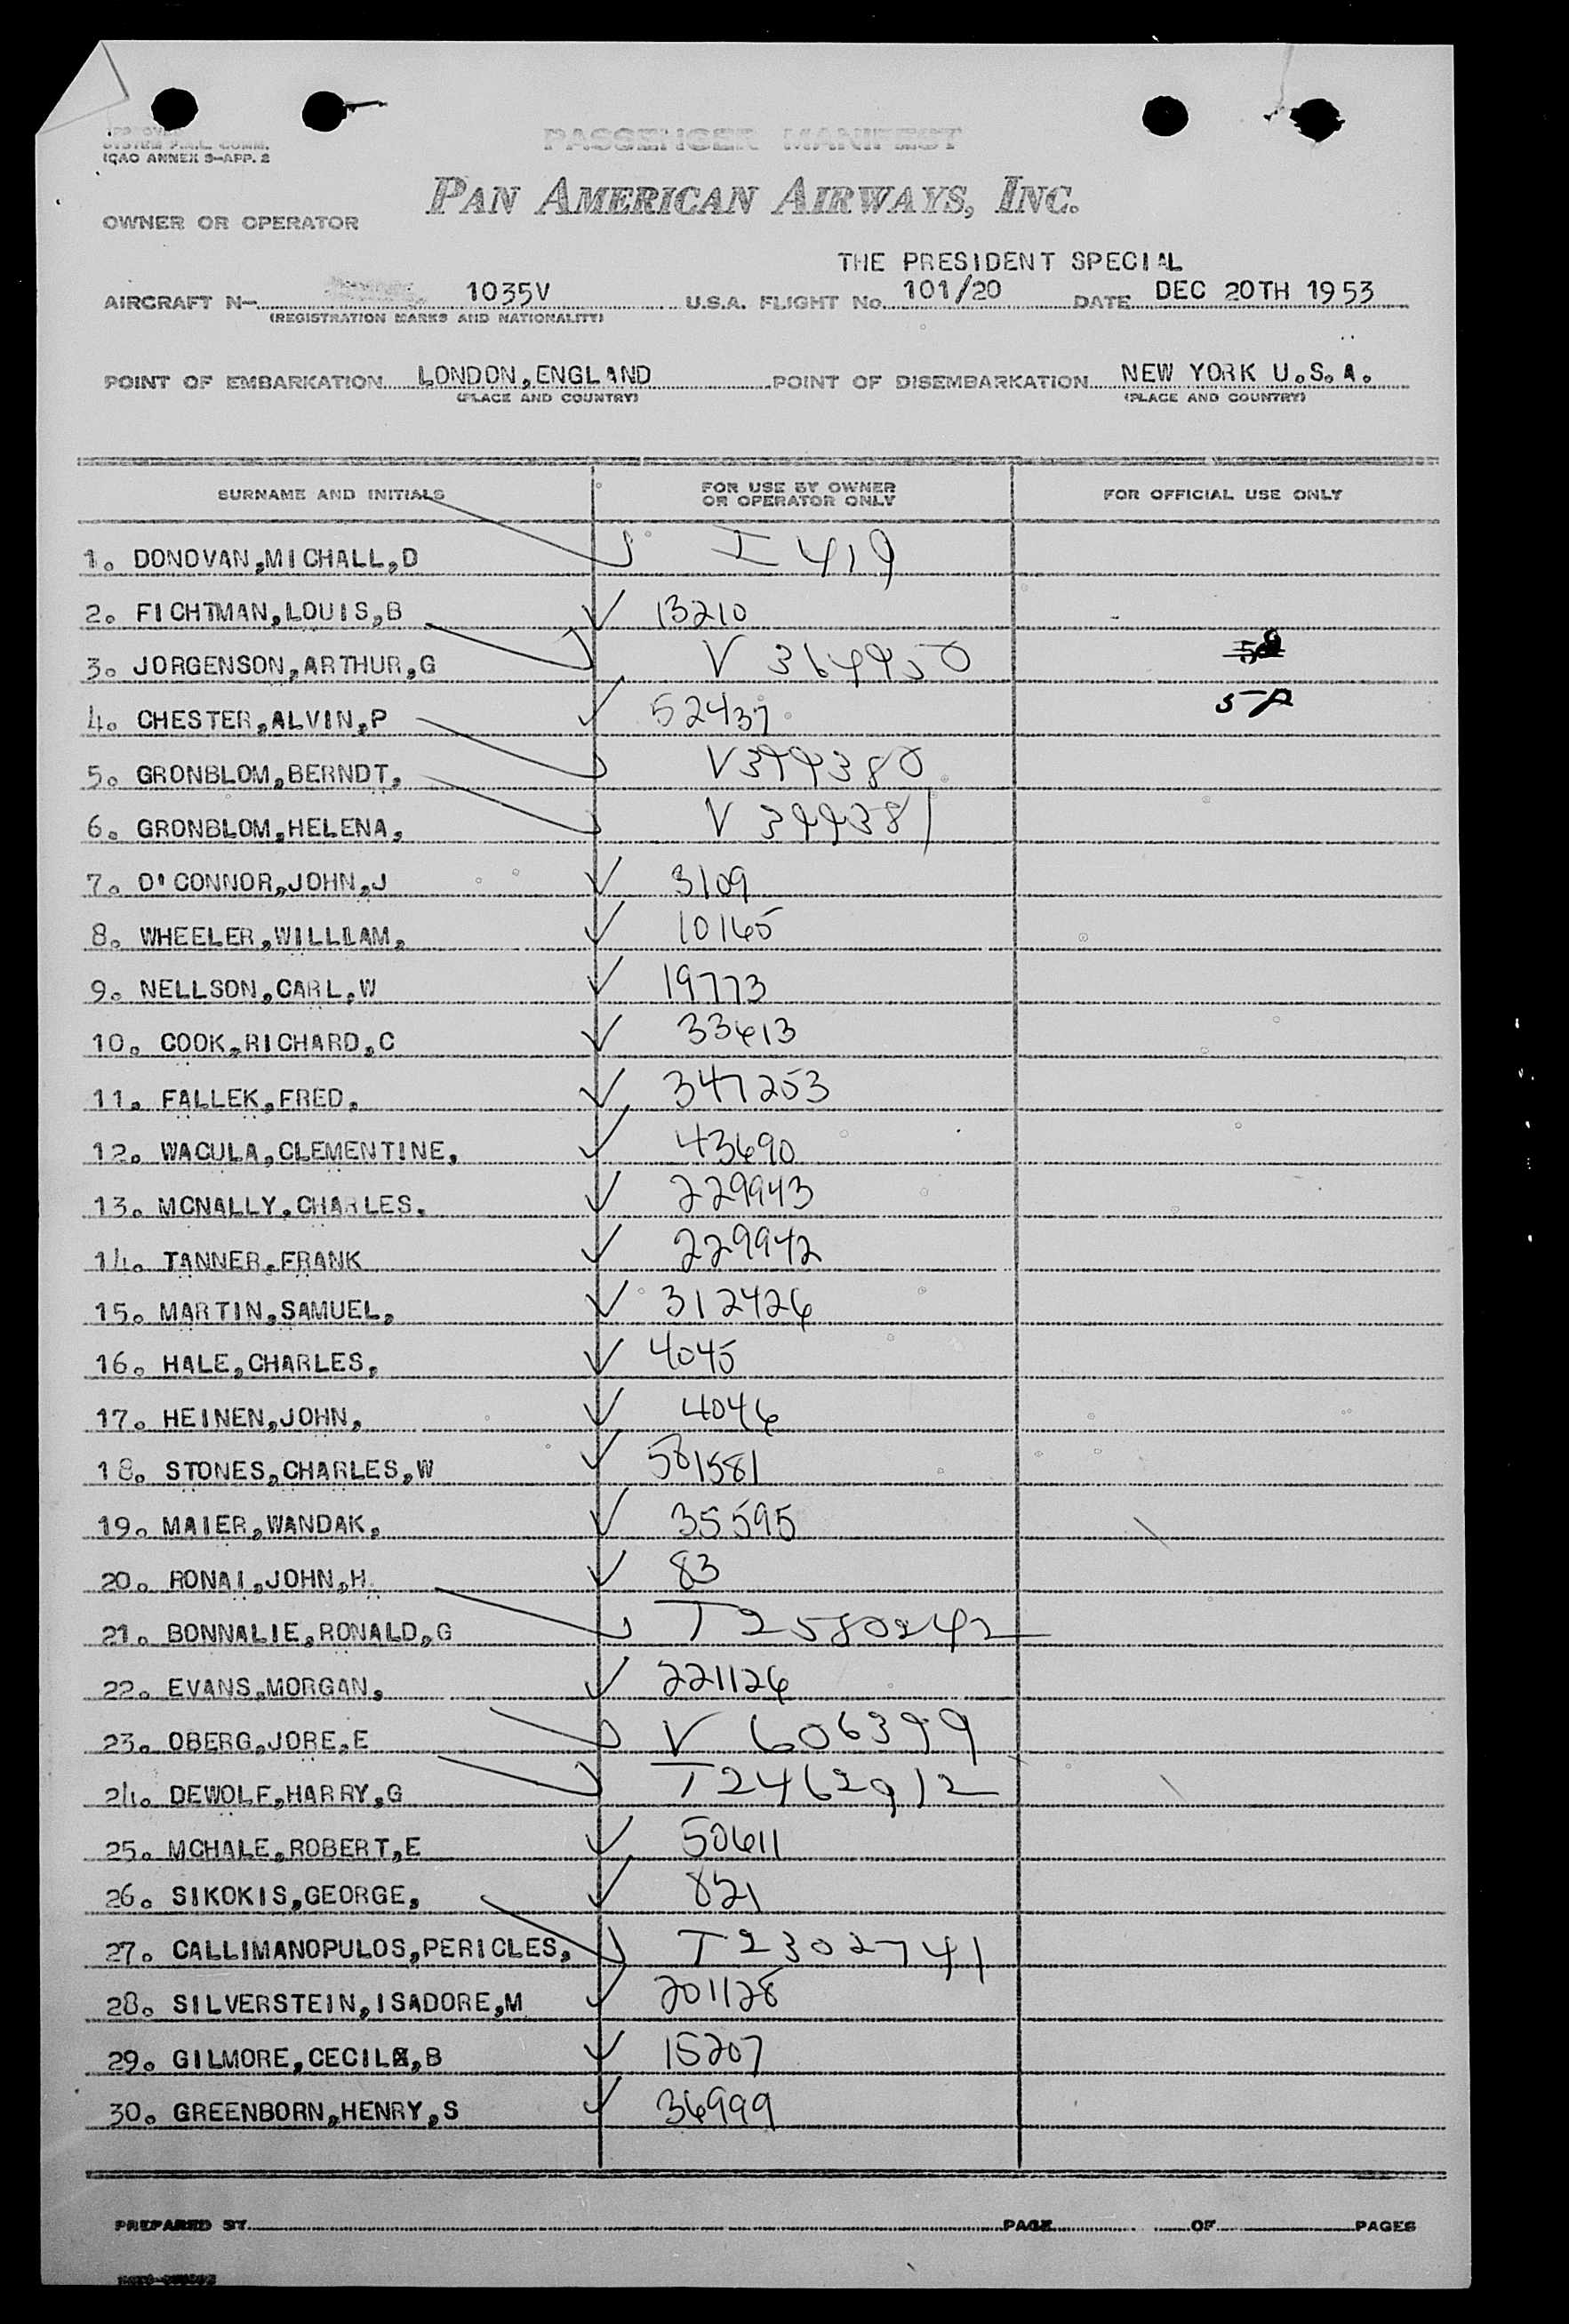 ICAO ANNEX 9-APP. 2
PASSENGER MANIFEST
PAN AMERICAN AIRWAYS, INC.
OWNER OR OPERATOR
THE PRESIDENT SPECIAL
AIRCRAFT N- 1035V U.S.A. FLIGHT No. 101/20 DATE DEC 20TH 1953
(REGISTRATION MARKS AND NATIONALITY)
POINT OF EMBARKATION LONDON,ENGLAND POINT OF DISEMBARKATION NEW YORK U.S.A.
(PLACE AND COUNTRY) (PLACE AND COUNTRY)
SURNAME AND INITIALS FOR USE BY OWNER OR OPERATOR ONLY FOR OFFICIAL USE ONLY
1. DONOVAN,MICHALL,D I 419
2. FICHTMAN,LOUIS,B ✓ 13210
3. JORGENSON,ARTHUR,G V 364950
4. CHESTER,ALVIN,P ✓ 52437
5. GRONBLOM,BERNDT, V399380
6. GRONBLOM,HELENA, V 399381
7. O'CONNOR,JOHN,J ✓ 3109
8. WHEELER,WILLIAM, ✓ 10165
9. NELLSON,CARL,W ✓ 19773
10. COOK,RICHARD,C ✓ 33613
11. FALLEK,FRED, ✓ 347253
12. WACULA,CLEMENTINE, ✓ 43690
13. MCNALLY,CHARLES. ✓ 229943
14. TANNER,FRANK ✓ 229942
15. MARTIN,SAMUEL, ✓ 312426
16. HALE,CHARLES, ✓ 4045
17. HEINEN,JOHN, ✓ 4046
18. STONES,CHARLES,W ✓ 581581
19. MAIER,WANDAK, ✓ 35595
20. RONAI,JOHN,H. ✓ 83
21. BONNALIE,RONALD,G T 2580242
22. EVANS,MORGAN, ✓ 221126
23. OBERG,JORE,E V 606399
24. DEWOLF,HARRY,G T2462912
25. MCHALE,ROBERT,E ✓ 50611
26. SIKOKIS,GEORGE, ✓ 821
27. CALLIMANOPULOS,PERICLES, T2302741
28. SILVERSTEIN,ISADORE,M ✓ 201128
29. GILMORE,CECIL,B ✓ 15207
30. GREENBORN,HENRY,S ✓ 36999
PREPARED BY PAGE OF PAGES